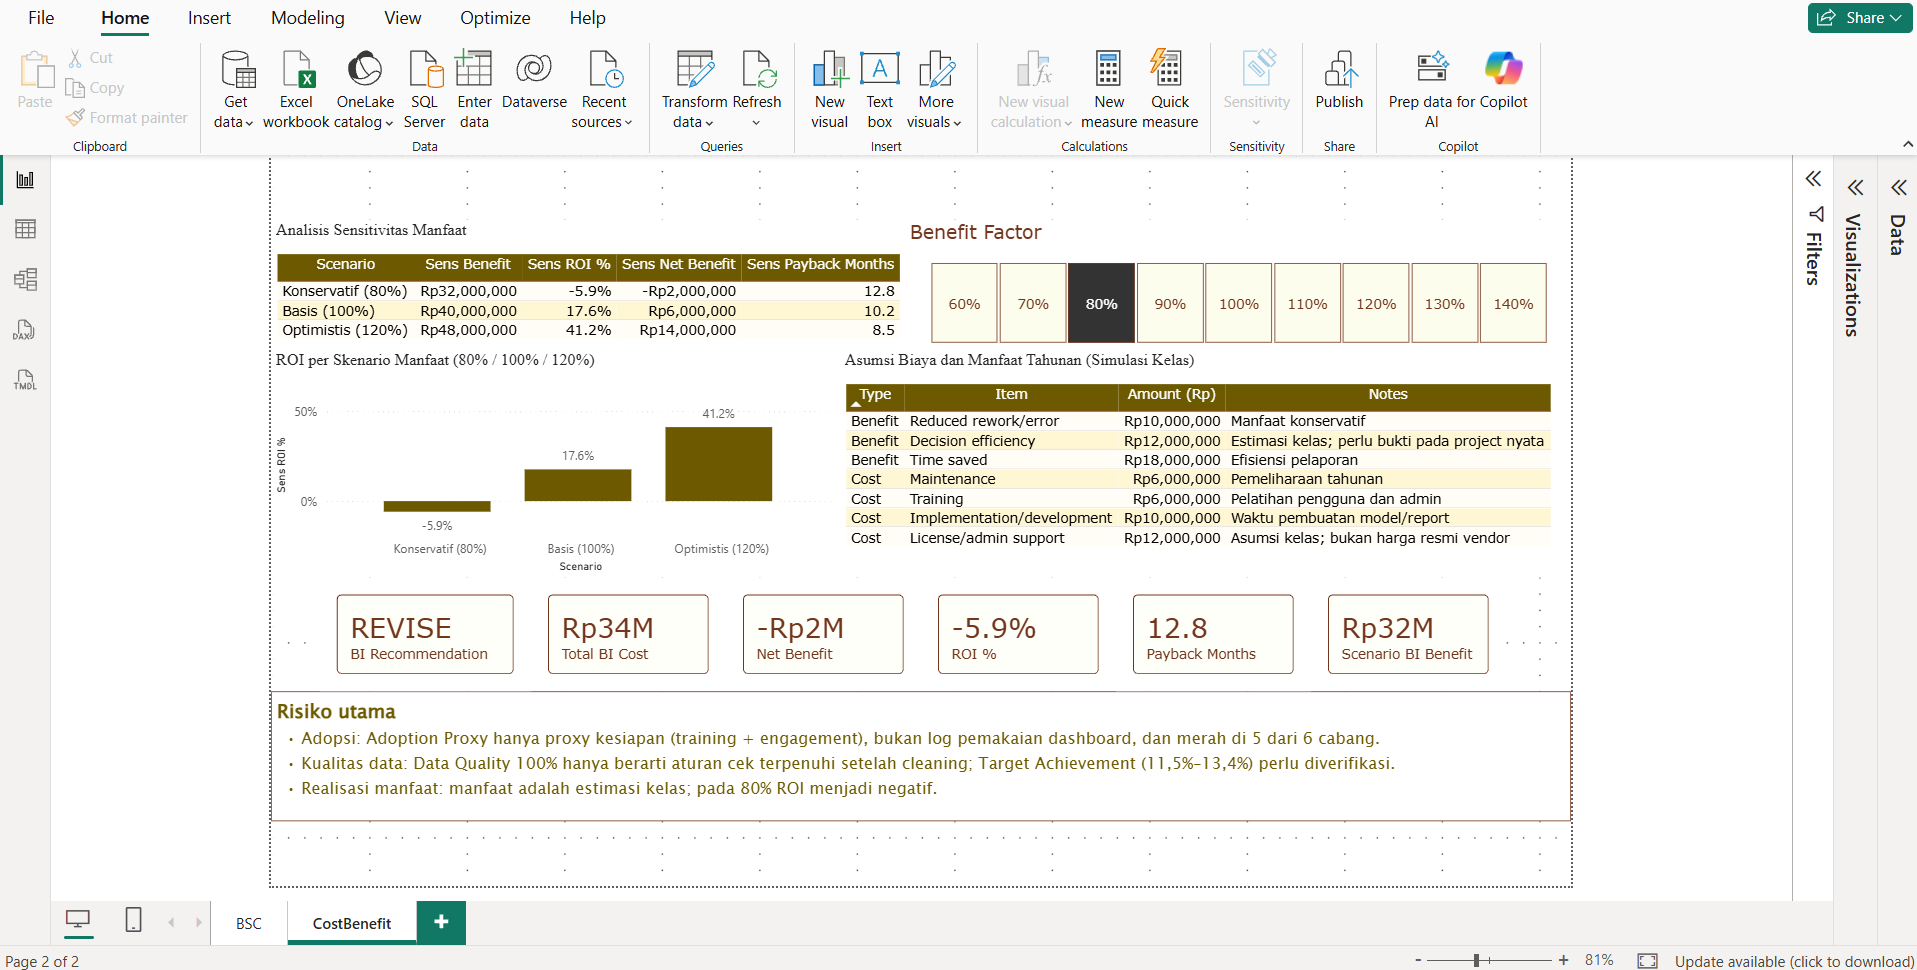 File Home Insert Modeling View Optimize Help Share
Paste Cut Copy Format painter
Clipboard
Get data Excel workbook OneLake catalog SQL Server Enter data Dataverse Recent sources
Data
Transform data Refresh
Queries
New visual Text box More visuals
Insert
New visual calculation New measure Quick measure
Calculations
Sensitivity
Sensitivity
Publish
Share
Prep data for AI Copilot
Copilot
DAX
TMDL
Filters
Visualizations
Data
Analisis Sensitivitas Manfaat
Scenario Sens Benefit Sens ROI % Sens Net Benefit Sens Payback Months
Konservatif (80%) Rp32,000,000 -5.9% -Rp2,000,000 12.8
Basis (100%) Rp40,000,000 17.6% Rp6,000,000 10.2
Optimistis (120%) Rp48,000,000 41.2% Rp14,000,000 8.5
Benefit Factor
60% 70% 80% 90% 100% 110% 120% 130% 140%
ROI per Skenario Manfaat (80% / 100% / 120%)
Sens ROI %
50%
0%
-5.9%
17.6%
41.2%
Konservatif (80%) Basis (100%) Optimistis (120%)
Scenario
Asumsi Biaya dan Manfaat Tahunan (Simulasi Kelas)
Type Item Amount (Rp) Notes
Benefit Reduced rework/error Rp10,000,000 Manfaat konservatif
Benefit Decision efficiency Rp12,000,000 Estimasi kelas; perlu bukti pada project nyata
Benefit Time saved Rp18,000,000 Efisiensi pelaporan
Cost Maintenance Rp6,000,000 Pemeliharaan tahunan
Cost Training Rp6,000,000 Pelatihan pengguna dan admin
Cost Implementation/development Rp10,000,000 Waktu pembuatan model/report
Cost License/admin support Rp12,000,000 Asumsi kelas; bukan harga resmi vendor
REVISE
BI Recommendation
Rp34M
Total BI Cost
-Rp2M
Net Benefit
-5.9%
ROI %
12.8
Payback Months
Rp32M
Scenario BI Benefit
Risiko utama
• Adopsi: Adoption Proxy hanya proxy kesiapan (training + engagement), bukan log pemakaian dashboard, dan merah di 5 dari 6 cabang.
• Kualitas data: Data Quality 100% hanya berarti aturan cek terpenuhi setelah cleaning; Target Achievement (11,5%–13,4%) perlu diverifikasi.
• Realisasi manfaat: manfaat adalah estimasi kelas; pada 80% ROI menjadi negatif.
BSC CostBenefit +
Page 2 of 2
- + 81% Update available (click to download)